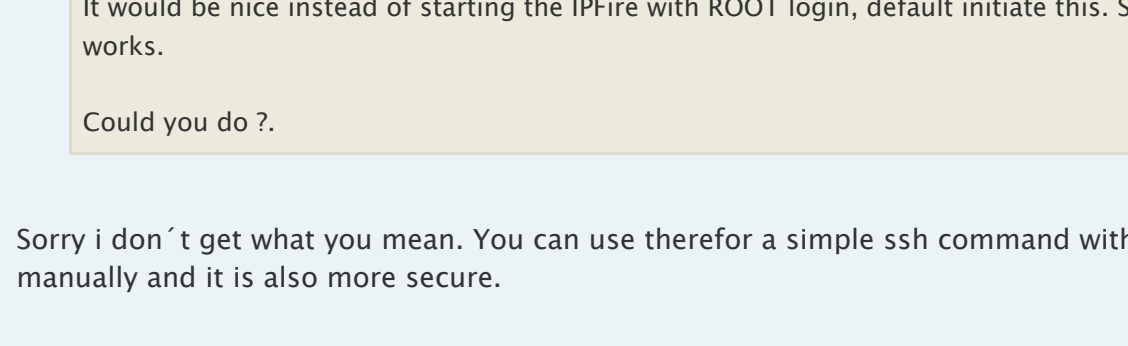 It would be nice instead of starting the IPFire with ROOT login, default initiate this.
works.
Could you do ?.
Sorry i don´t get what you mean. You can use therefor a simple ssh command with
manually and it is also more secure.